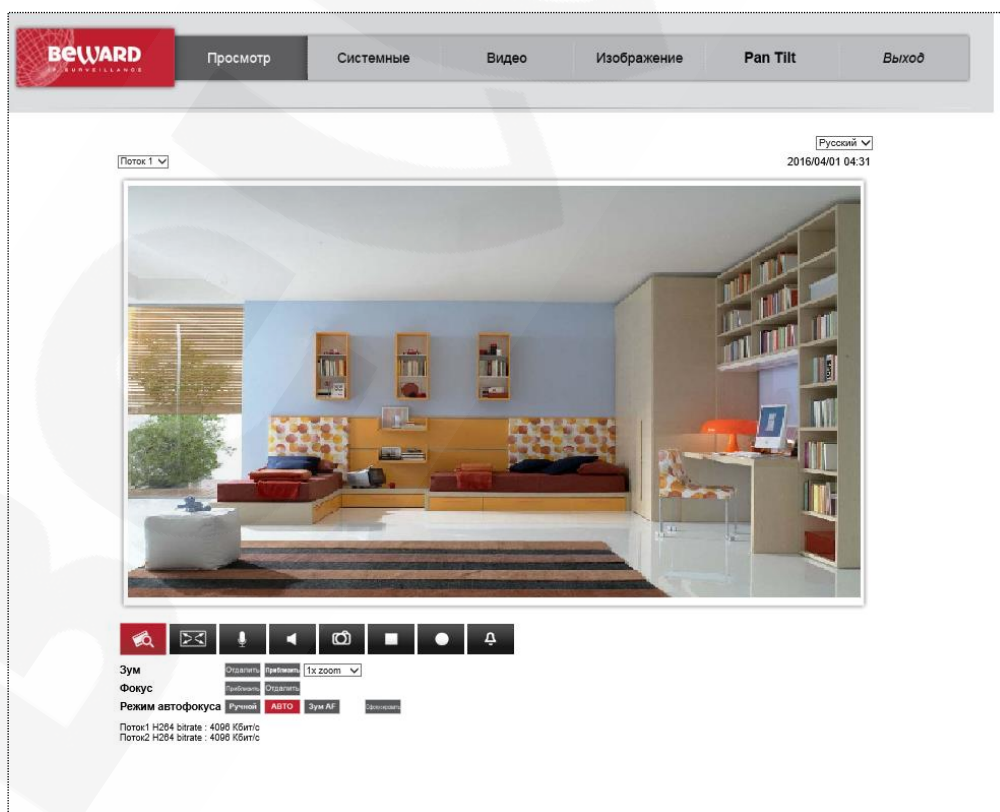 BEWARD
IP SURVEILLANCE
Просмотр
Системные
Видео
Изображение
Pan Tilt
Выход
Русский
Поток 1
2016/04/01 04:31
Зум Отдалить Приблизить 1x zoom
Фокус Приблизить Отдалить
Режим автофокуса Ручной АВТО Зум AF Сфокусировать
Поток1 H264 bitrate : 4096 Кбит/с
Поток2 H264 bitrate : 4096 Кбит/с